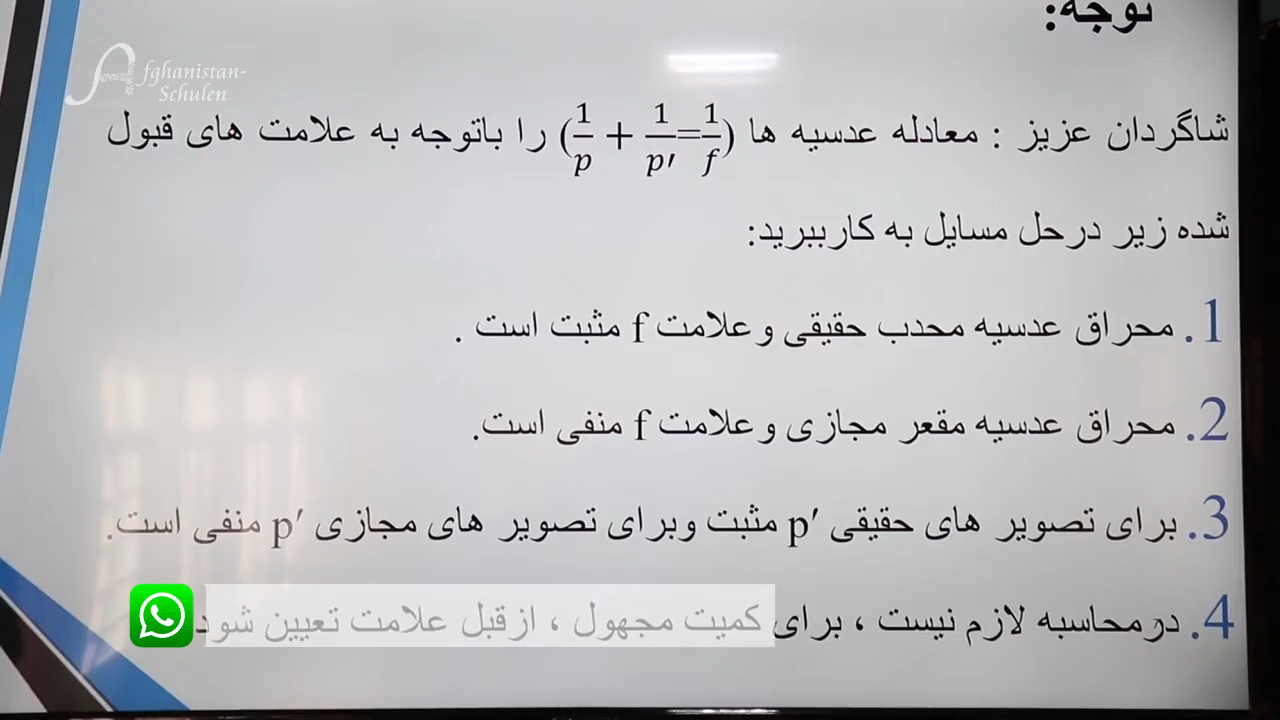 توجه:
Afghanistan-
Schulen
شاگردان عزیز : معادله عدسیه ها (1/p + 1/p′=1/f) را باتوجه به علامت های قبول
شده زیر درحل مسایل به کارببرید:
1. محراق عدسیه محدب حقیقی وعلامت f مثبت است .
2. محراق عدسیه مقعر مجازی وعلامت f منفی است.
3. برای تصویر های حقیقی p′ مثبت وبرای تصویر های مجازی p′ منفی است.
4. درمحاسبه لازم نیست ، برای کمیت مجهول ، ازقبل علامت تعیین شود